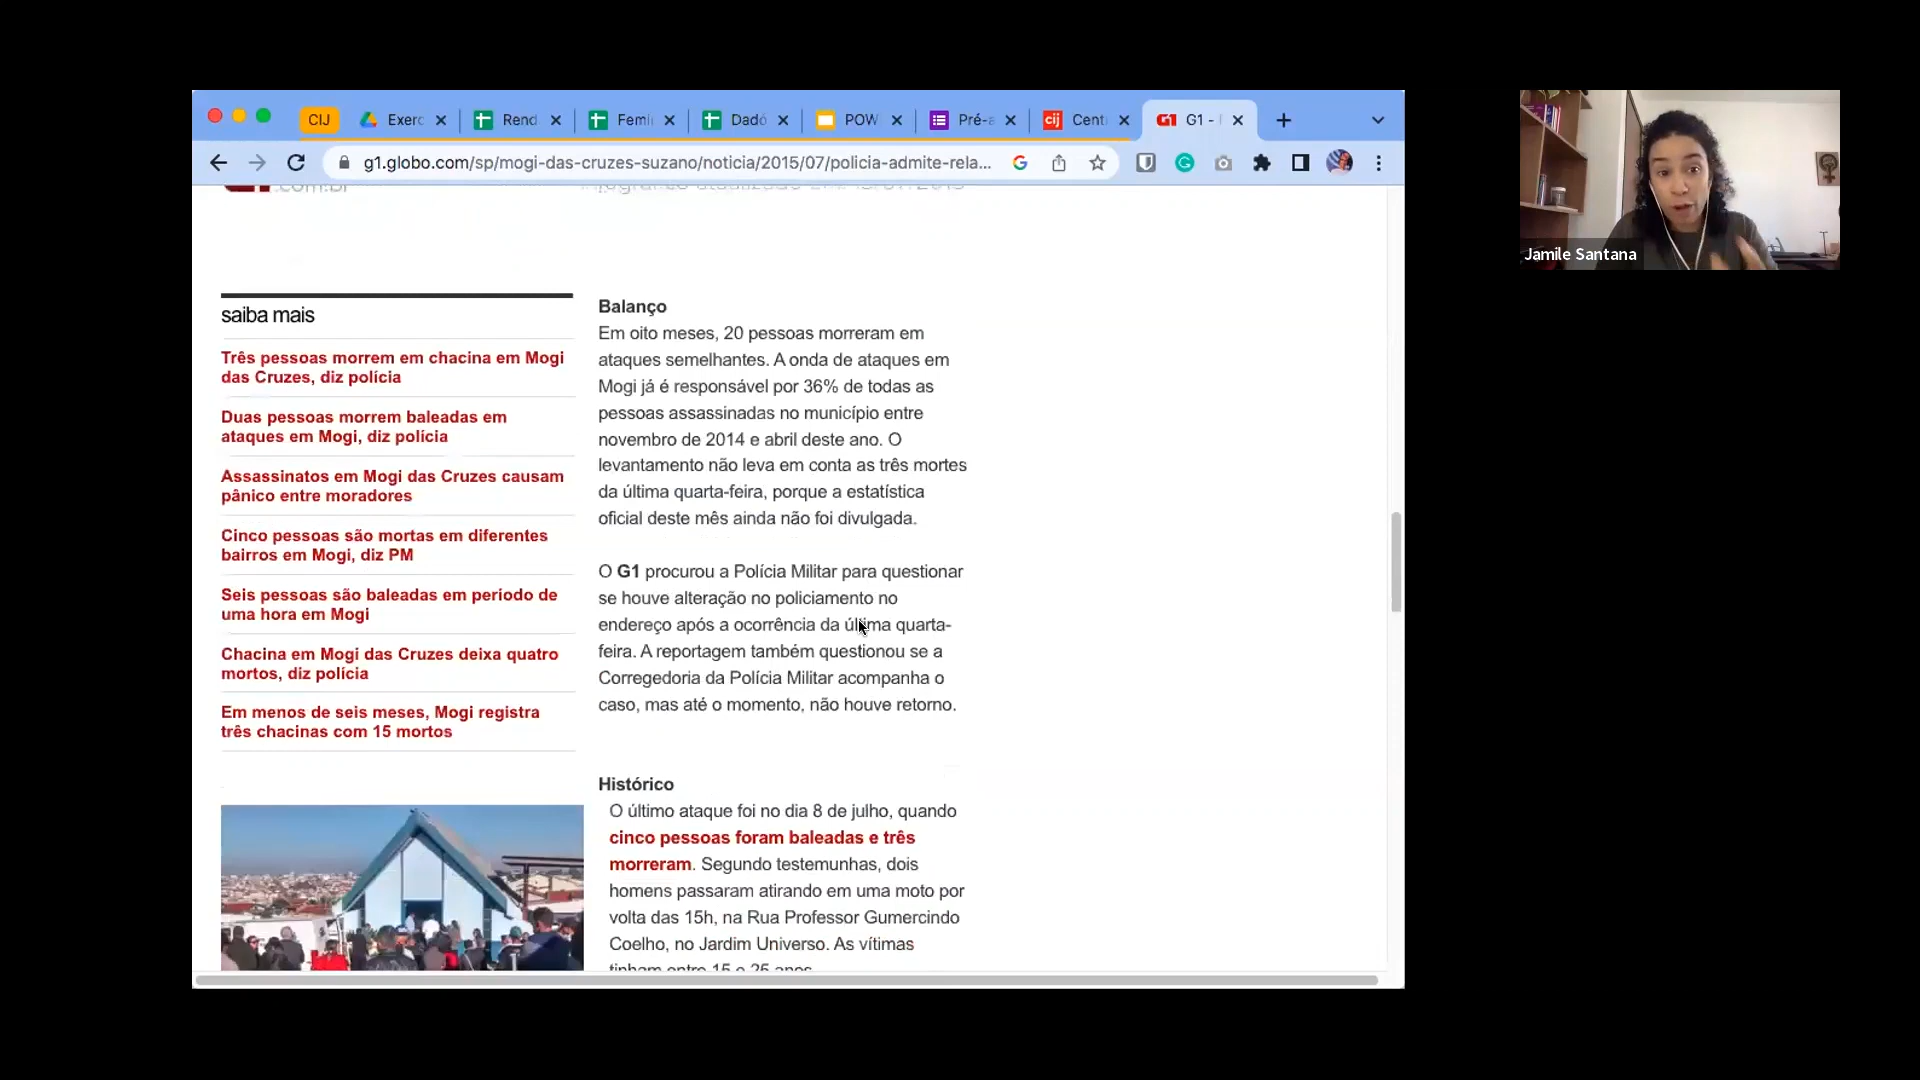 CIJ
Exerc
Rend
Femi
Dadó
POW
Pré-a
cij
Cent
G1
G1 -
g1.globo.com/sp/mogi-das-cruzes-suzano/noticia/2015/07/policia-admite-rela...
Jamile Santana
saiba mais
Três pessoas morrem em chacina em Mogi
das Cruzes, diz polícia
Duas pessoas morrem baleadas em
ataques em Mogi, diz polícia
Assassinatos em Mogi das Cruzes causam
pânico entre moradores
Cinco pessoas são mortas em diferentes
bairros em Mogi, diz PM
Seis pessoas são baleadas em período de
uma hora em Mogi
Chacina em Mogi das Cruzes deixa quatro
mortos, diz polícia
Em menos de seis meses, Mogi registra
três chacinas com 15 mortos
Balanço
Em oito meses, 20 pessoas morreram em
ataques semelhantes. A onda de ataques em
Mogi já é responsável por 36% de todas as
pessoas assassinadas no município entre
novembro de 2014 e abril deste ano. O
levantamento não leva em conta as três mortes
da última quarta-feira, porque a estatística
oficial deste mês ainda não foi divulgada.
O G1 procurou a Polícia Militar para questionar
se houve alteração no policiamento no
endereço após a ocorrência da última quarta-
feira. A reportagem também questionou se a
Corregedoria da Polícia Militar acompanha o
caso, mas até o momento, não houve retorno.
Histórico
O último ataque foi no dia 8 de julho, quando
cinco pessoas foram baleadas e três
morreram. Segundo testemunhas, dois
homens passaram atirando em uma moto por
volta das 15h, na Rua Professor Gumercindo
Coelho, no Jardim Universo. As vítimas
tinham entre 15 e 25 anos